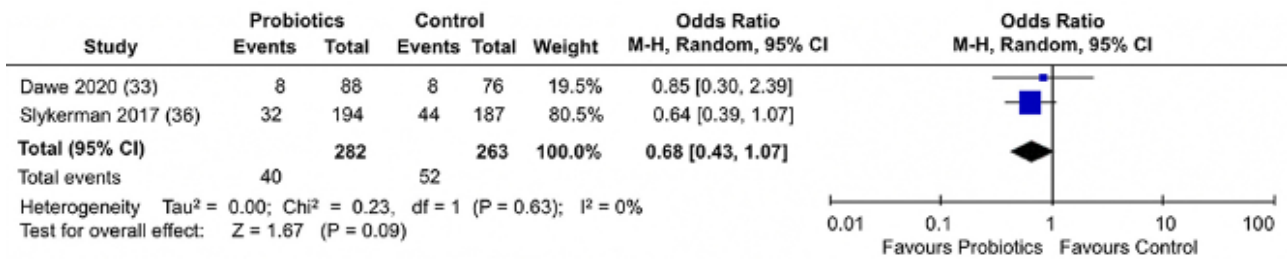 Probiotics Control Odds Ratio Odds Ratio
Study Events Total Events Total Weight M-H, Random, 95% CI M-H, Random, 95% CI
Dawe 2020 (33) 8 88 8 76 19.5% 0.85 [0.30, 2.39]
Slykerman 2017 (36) 32 194 44 187 80.5% 0.64 [0.39, 1.07]
Total (95% CI) 282 263 100.0% 0.68 [0.43, 1.07]
Total events 40 52
Heterogeneity Tau² = 0.00; Chi² = 0.23, df = 1 (P = 0.63); I² = 0%
Test for overall effect: Z = 1.67 (P = 0.09)
0.01 0.1 1 10 100
Favours Probiotics Favours Control